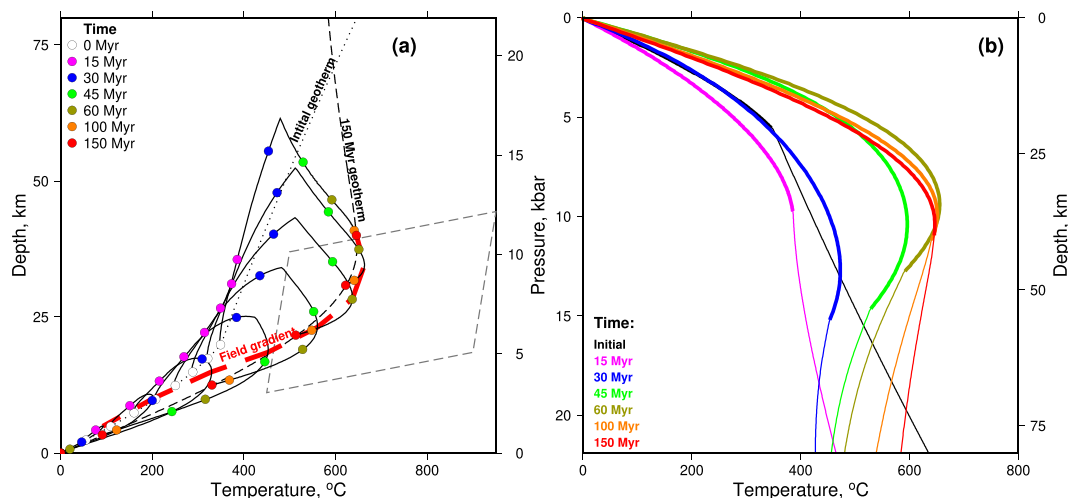 (a)
Time
0 Myr
15 Myr
30 Myr
45 Myr
60 Myr
100 Myr
150 Myr
Intital geotherm
150 Myr geotherm
Field gradient
75
50
25
0
Depth, km
20
15
10
5
0
0 200 400 600 800
Temperature, ºC
(b)
0
5
10
15
20
Pressure, kbar
0
25
50
75
Depth, km
Time:
Initial
15 Myr
30 Myr
45 Myr
60 Myr
100 Myr
150 Myr
0 200 400 600 800
Temperature, ºC